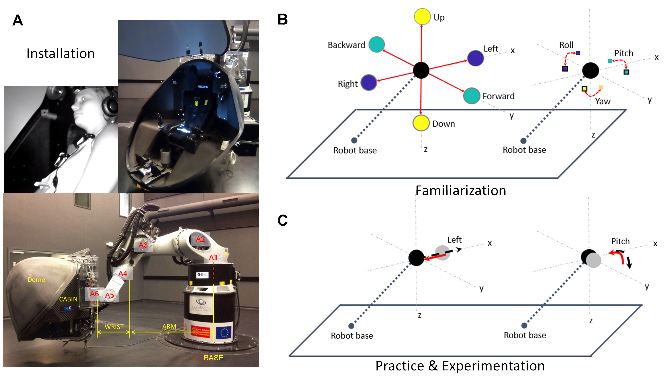 A
Installation
Dome
CABIN
A6
A5
A4
A3
A2
A1
WRIST
ARM
BASE
B
Up
Backward
Left
x
Right
Forward
y
Down
z
Robot base
Roll
Pitch
x
Yaw
y
z
Robot base
Familiarization
C
Left
x
y
z
Robot base
Pitch
x
y
z
Robot base
Practice & Experimentation